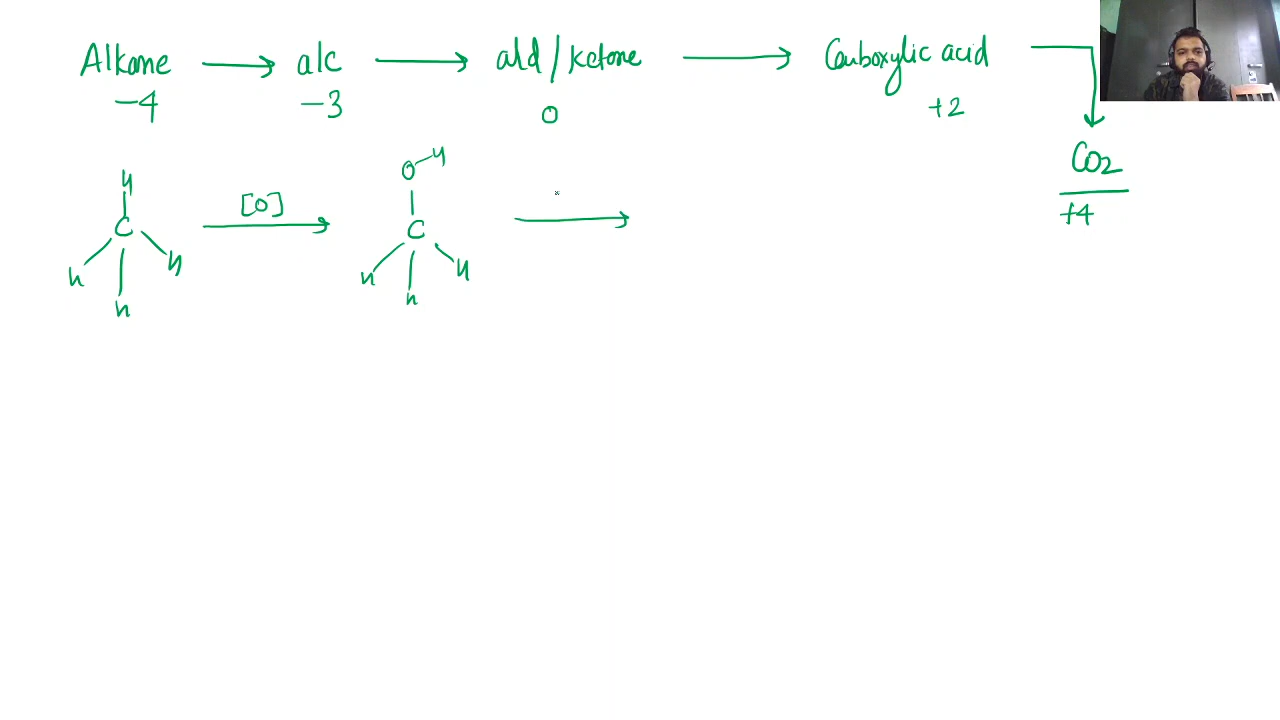 Alkane → alc → ald/ketone → Carboxylic acid
-4 -3 0 +2
CO2
+4
H [O] O-H
C C
H H H H
H H